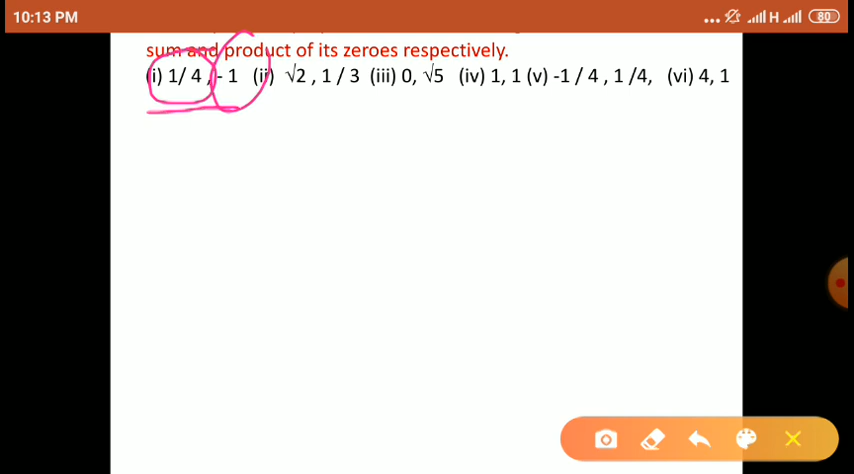 10:13 PM ... H 80
sum and product of its zeroes respectively.
(i) 1/ 4 , - 1 (ii) √2 , 1 / 3 (iii) 0, √5 (iv) 1, 1 (v) -1 / 4 , 1 /4, (vi) 4, 1